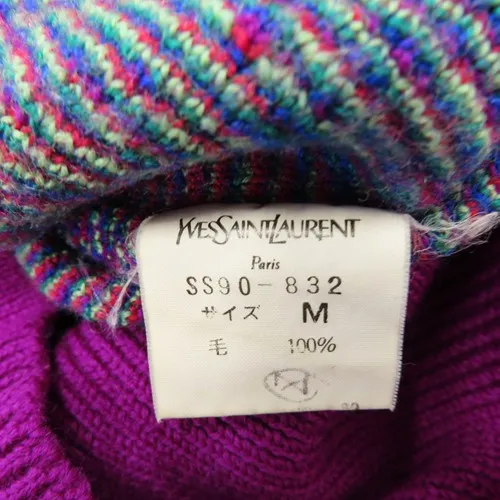 YVESSAINTLAURENT
Paris
SS90-832
サイズ M
毛 100%